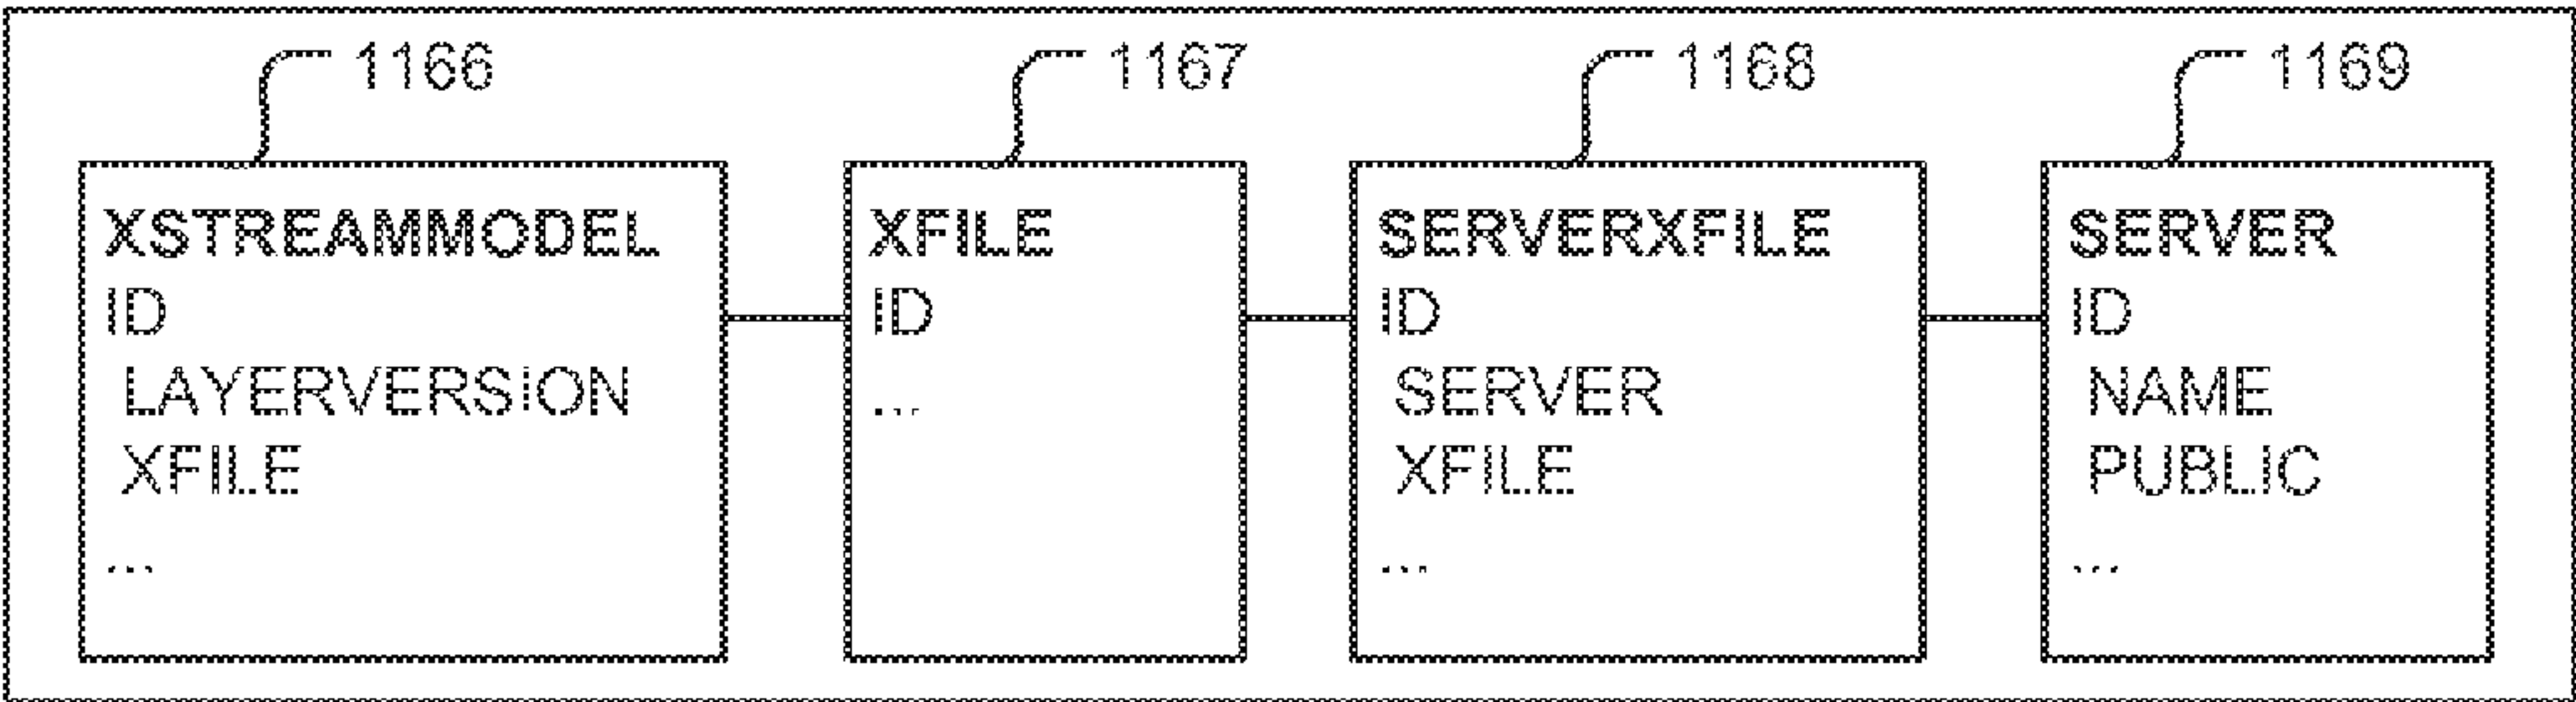 1166
1167
1168
1169
XSTREAMMODEL
ID
LAYERVERSION
XFILE
...
XFILE
ID
...
SERVERXFILE
ID
SERVER
XFILE
...
SERVER
ID
NAME
PUBLIC
...